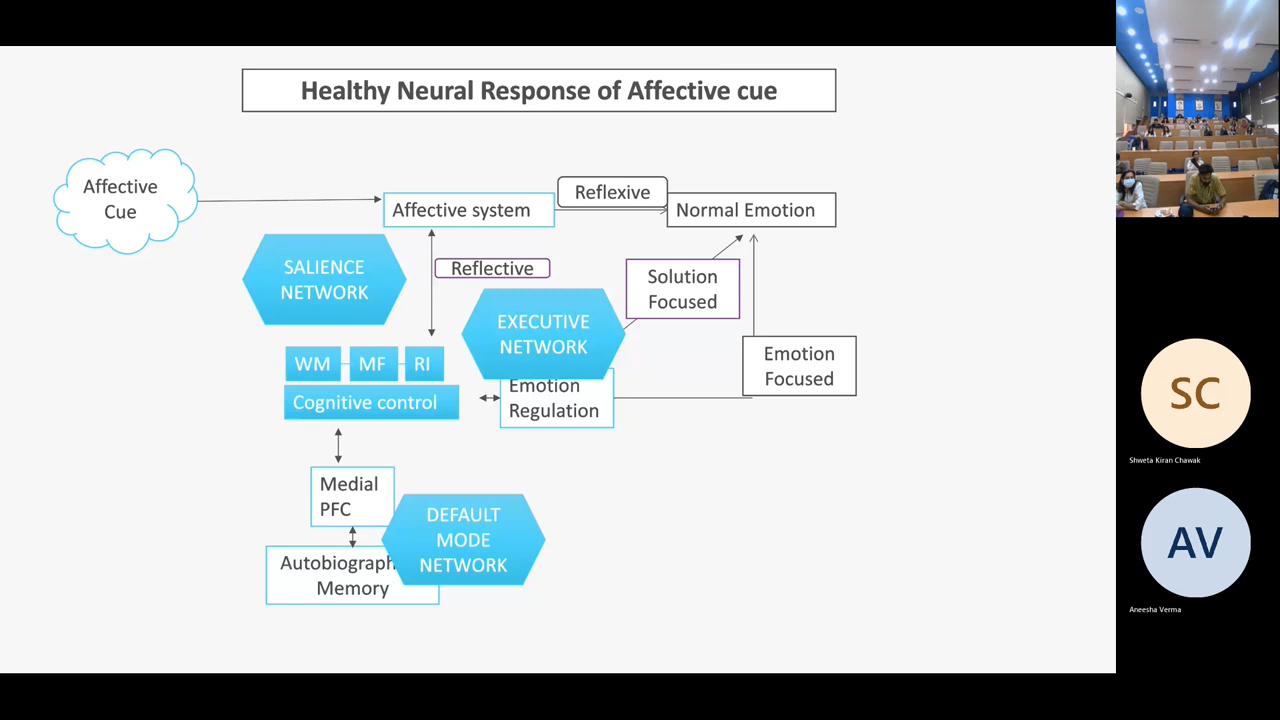 Healthy Neural Response of Affective cue
Affective
Cue
Affective system
Reflexive
Normal Emotion
SALIENCE
NETWORK
Reflective
Solution
Focused
EXECUTIVE
NETWORK
WM
MF
RI
Cognitive control
Emotion
Regulation
Emotion
Focused
Medial
PFC
DEFAULT
MODE
NETWORK
Autobiograph
Memory
SC
Shweta Kiran Chawak
AV
Aneesha Verma